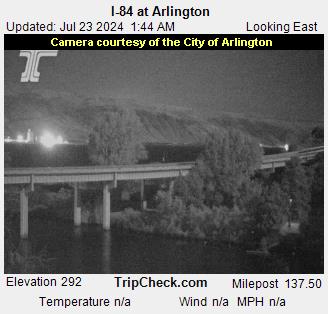 I-84 at Arlington
Updated: Jul 23 2024 1:44 AM Looking East
Camera courtesy of the City of Arlington
Elevation 292 TripCheck.com Milepost 137.50
Temperature n/a Wind n/a MPH n/a